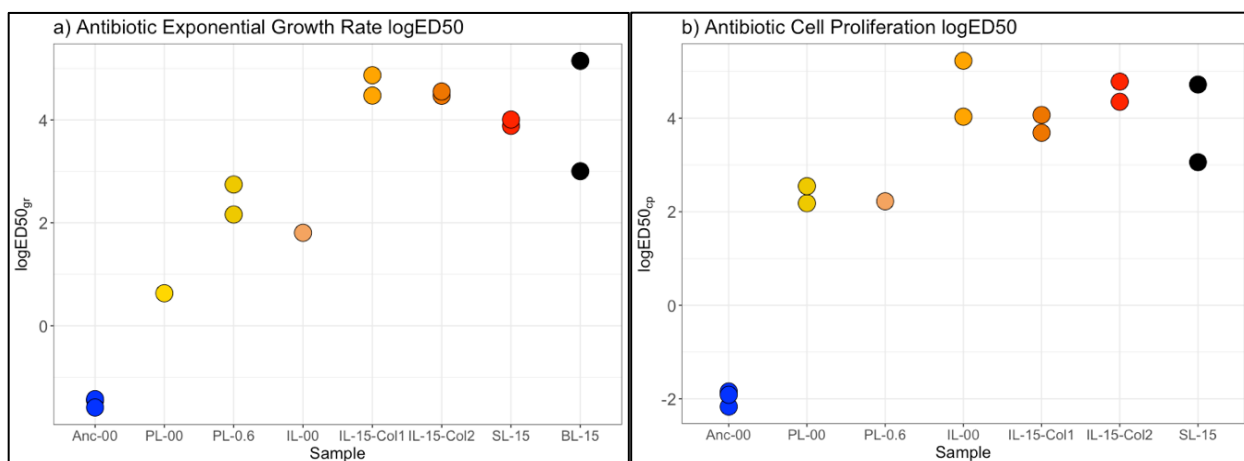 a) Antibiotic Exponential Growth Rate logED50
logED50gr
4
2
0
Anc-00 PL-00 PL-0.6 IL-00 IL-15-Col1 IL-15-Col2 SL-15 BL-15
Sample
b) Antibiotic Cell Proliferation logED50
logED50cp
4
2
0
-2
Anc-00 PL-00 PL-0.6 IL-00 IL-15-Col1 IL-15-Col2 SL-15
Sample